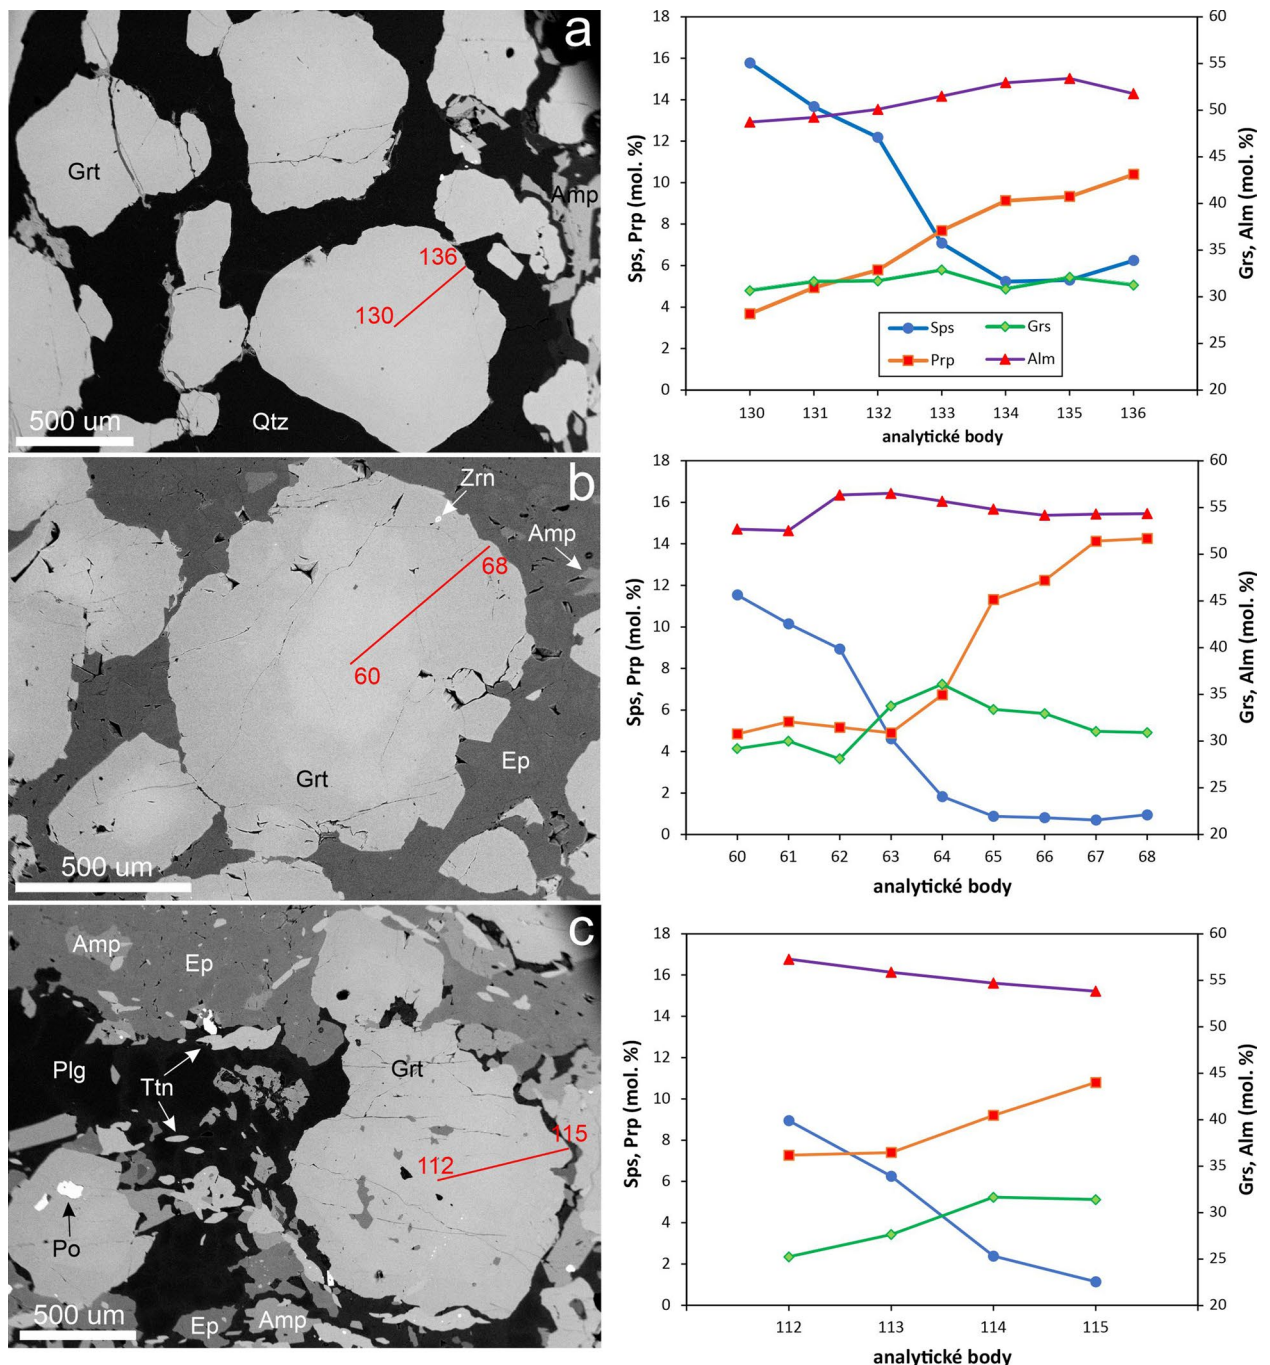 a
Grt
Amp
136
130
Qtz
500 um
18
16
14
12
10
8
6
4
2
0
Sps, Prp (mol. %)
60
55
50
45
40
35
30
25
20
Grs, Alm (mol. %)
Sps Grs
Prp Alm
130 131 132 133 134 135 136
analytické body
b
Zrn
Amp
68
60
Ep
Grt
500 um
18
16
14
12
10
8
6
4
2
0
Sps, Prp (mol. %)
60
55
50
45
40
35
30
25
20
Grs, Alm (mol. %)
60 61 62 63 64 65 66 67 68
analytické body
c
Amp
Ep
Plg
Ttn
Grt
115
112
Po
500 um
Ep
Amp
18
16
14
12
10
8
6
4
2
0
Sps, Prp (mol. %)
60
55
50
45
40
35
30
25
20
Grs, Alm (mol. %)
112 113 114 115
analytické body